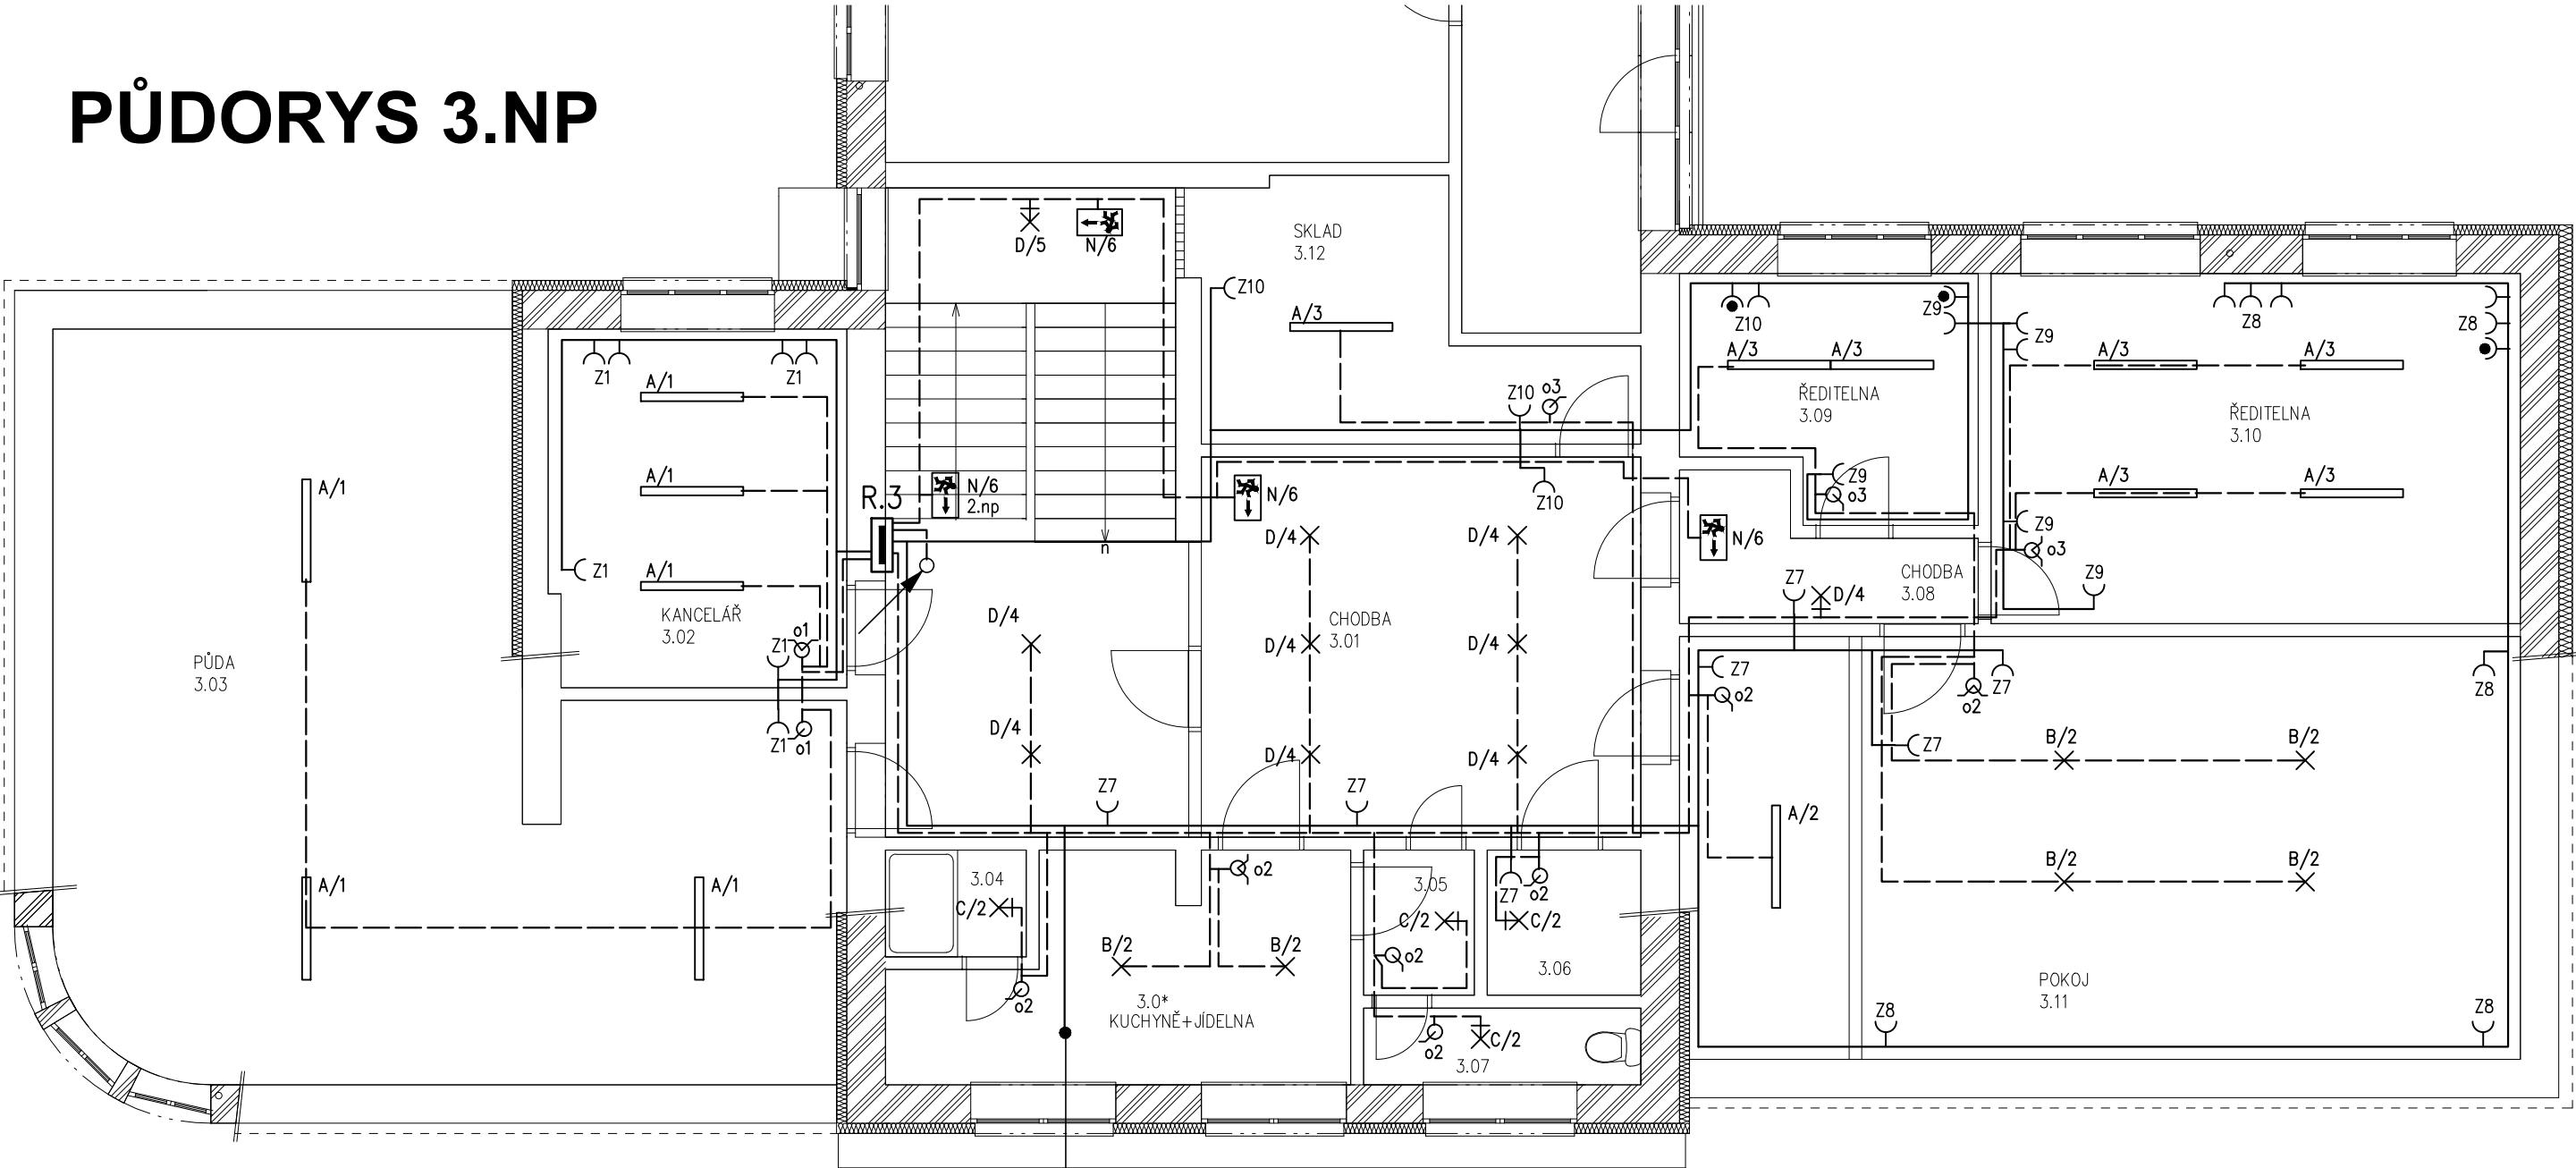 PŮDORYS 3.NP
D/5
N/6
SKLAD
3.12
Z10
A/3
Z10
o3
Z10
Z10
Z9
A/3
A/3
ŘEDITELNA
3.09
Z9
o3
Z9
Z8
Z8
A/3
A/3
ŘEDITELNA
3.10
A/3
A/3
Z9
o3
Z9
Z1
Z1
A/1
A/1
A/1
Z1
KANCELÁŘ
3.02
Z1
o1
Z1
o1
R.3
N/6
2.np
n
N/6
N/6
A/1
PŮDA
3.03
A/1
A/1
D/4
D/4
D/4
D/4
D/4
D/4
D/4
D/4
CHODBA
3.01
Z7
Z7
Z7
D/4
CHODBA
3.08
Z7
o2
Z7
o2
Z7
Z8
B/2
B/2
B/2
B/2
A/2
POKOJ
3.11
Z8
Z8
3.04
C/2
o2
B/2
B/2
o2
3.0*
KUCHYNĚ+JÍDELNA
3.05
C/2
o2
Z7
o2
C/2
3.06
o2
C/2
3.07